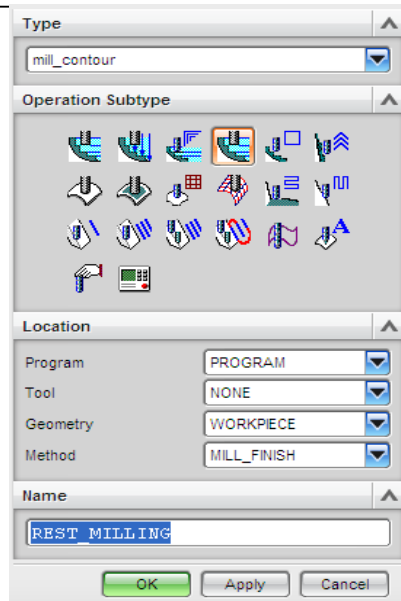 Type
mill_contour
Operation Subtype
A
Location
Program PROGRAM
Tool NONE
Geometry WORKPIECE
Method MILL_FINISH
Name
REST_MILLING
OK Apply Cancel